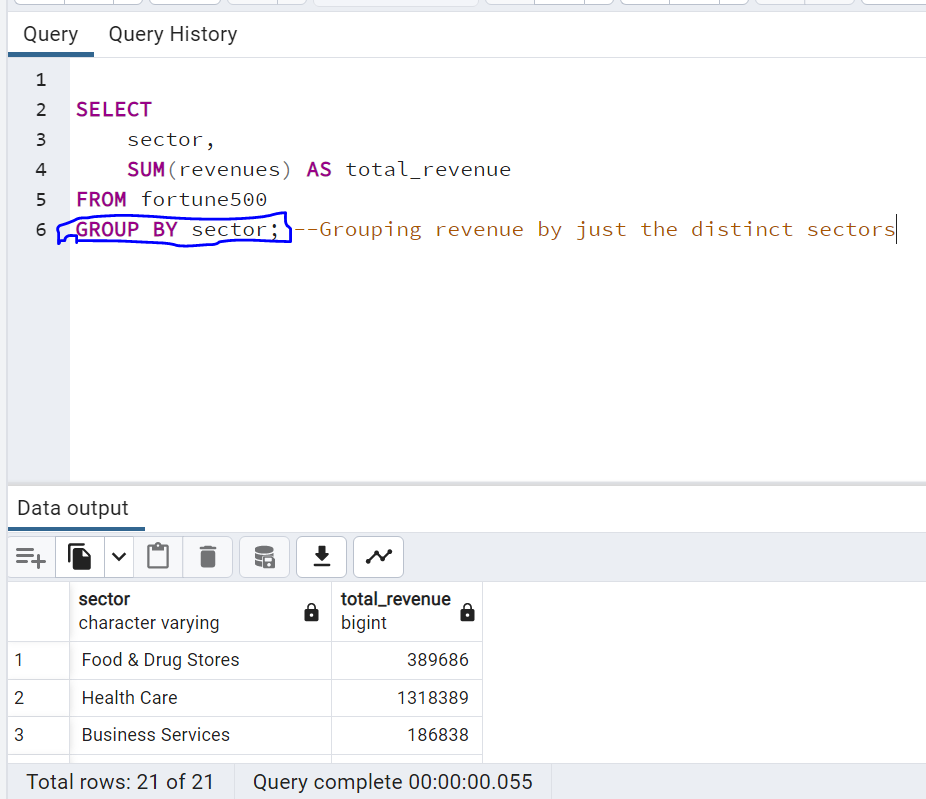 Query Query History
1
2 SELECT
3 sector,
4 SUM(revenues) AS total_revenue
5 FROM fortune500
6 GROUP BY sector; --Grouping revenue by just the distinct sectors
Data output
sector total_revenue
character varying bigint
1 Food & Drug Stores 389686
2 Health Care 1318389
3 Business Services 186838
Total rows: 21 of 21 Query complete 00:00:00.055